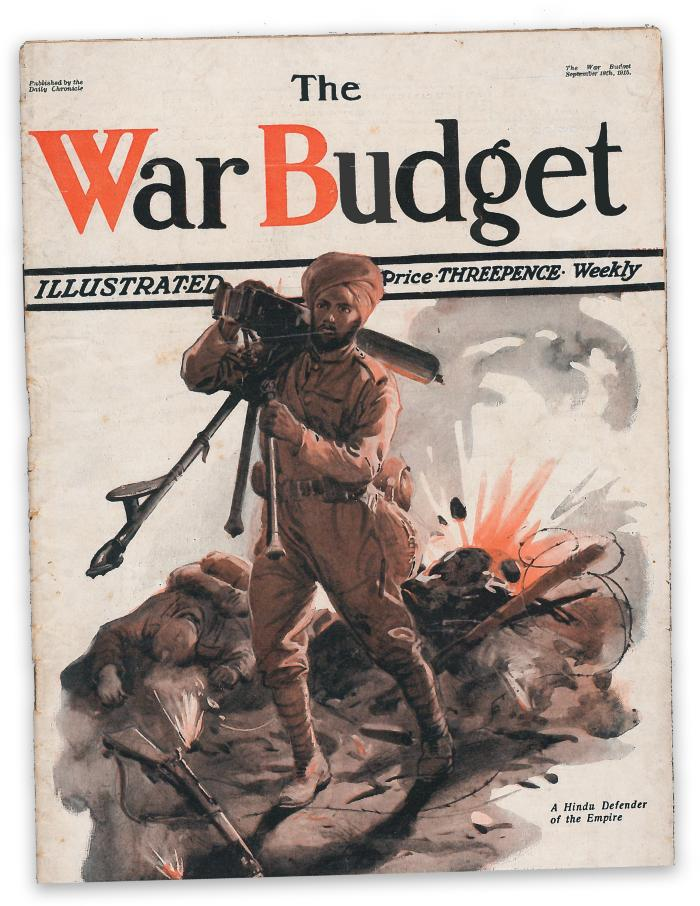 Published by the
Daily Chronicle
The War Budget
September 19th, 1915.
The
War Budget
ILLUSTRATED
Price·THREEPENCE· Weekly
A Hindu Defender
of the Empire